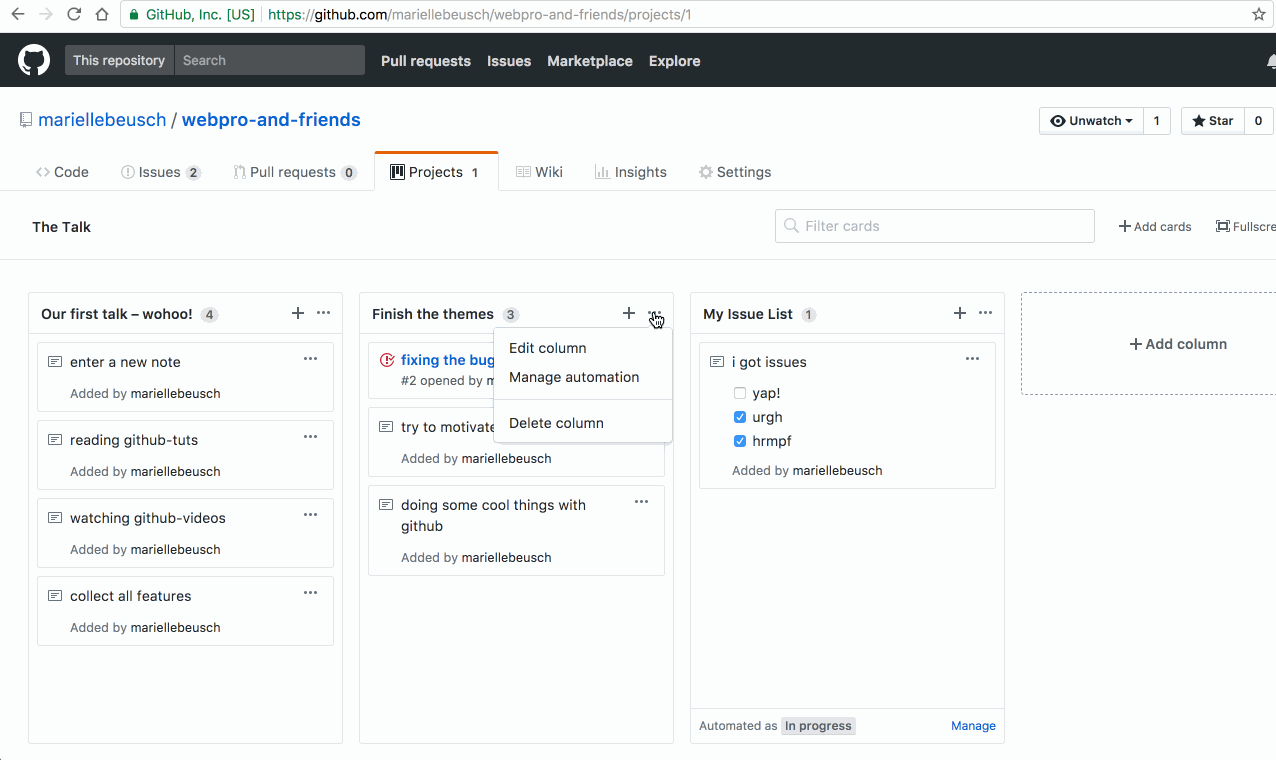 GitHub, Inc. [US] https://github.com/mariellebeusch/webpro-and-friends/projects/1
This repository Search Pull requests Issues Marketplace Explore
mariellebeusch / webpro-and-friends Unwatch 1 Star 0
Code Issues 2 Pull requests 0 Projects 1 Wiki Insights Settings
The Talk Filter cards Add cards Fullscre
Our first talk – wohoo! 4
enter a new note
Added by mariellebeusch
reading github-tuts
Added by mariellebeusch
watching github-videos
Added by mariellebeusch
collect all features
Added by mariellebeusch
Finish the themes 3
fixing the bug
#2 opened by m
try to motivate
Added by mariellebeusch
doing some cool things with
github
Added by mariellebeusch
Edit column
Manage automation
Delete column
My Issue List 1
i got issues
yap!
urgh
hrmpf
Added by mariellebeusch
Automated as In progress Manage
Add column